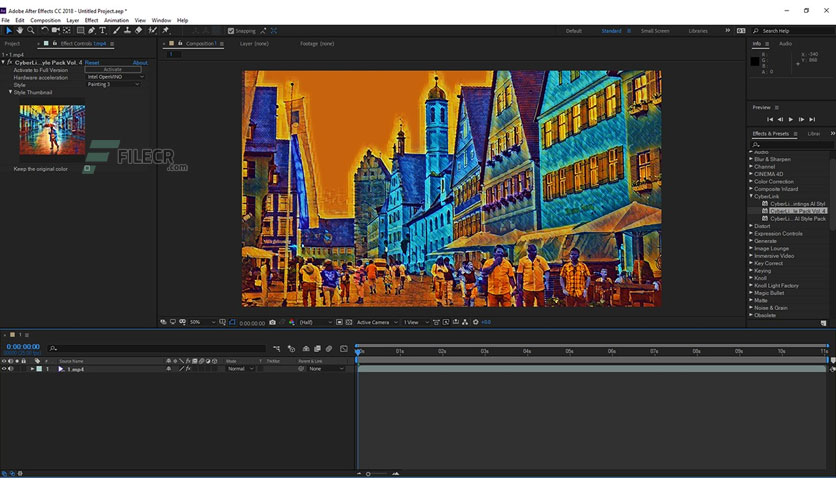 Adobe After Effects CC 2018 - Untitled Project.aep *
File Edit Composition Layer Effect Animation View Window Help
Snapping
Default Standard Small Screen Libraries Search Help
Project Effect Controls 1.mp4
Composition 1 Layer (none) Footage (none)
Info Audio
1 • 1.mp4
1
CyberLi...yle Pack Vol. 4 Reset About...
Activate to Full Version Activate
Hardware acceleration Intel OpenVINO
Style Painting 3
Style Thumbnail
Keep the original color
FILECR
.com
R :
G :
B :
A : 0
X : -340
Y : 868
Preview
Effects & Presets Librar
Audio
Blur & Sharpen
Channel
CINEMA 4D
Color Correction
Composite Wizard
CyberLink
CyberLi...intings AI Styl
CyberLi...le Pack Vol. 4
CyberLi... AI Style Pack
Distort
Expression Controls
Generate
Image Lounge
Immersive Video
Key Correct
Keying
Knoll
Knoll Light Factory
Magic Bullet
Matte
Noise & Grain
Obsolete
50% 0:00:00:00 (Half) Active Camera 1 View +0.0
1
0:00:00:00
# Source Name Mode T TrkMat Parent & Link
1 1.mp4 Normal None
00s 01s 02s 03s 04s 05s 06s 07s 08s 09s 10s 11s